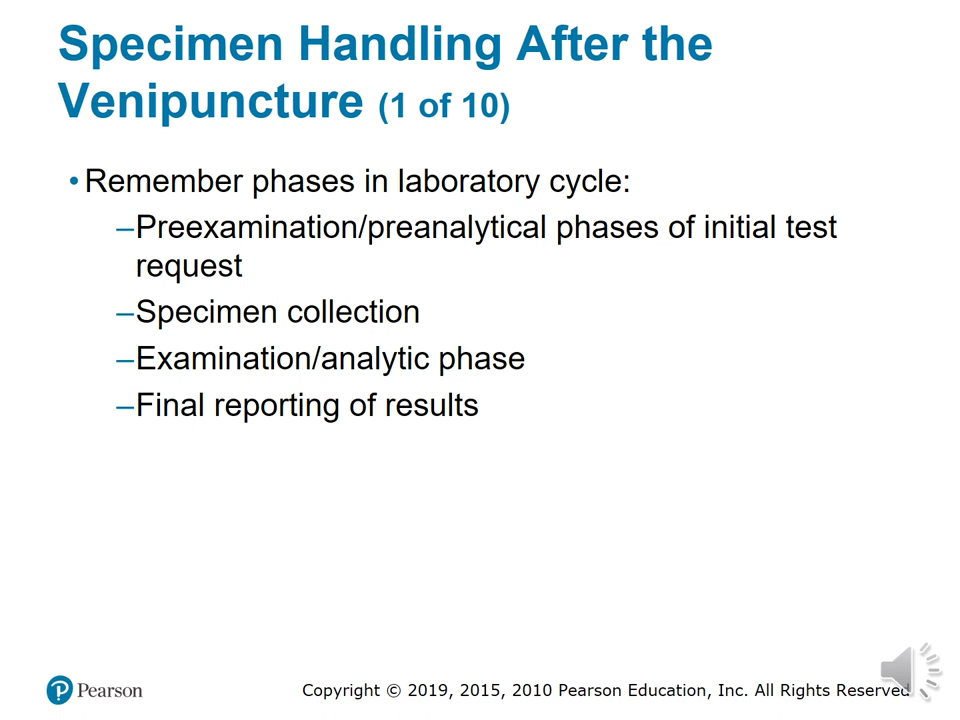 Specimen Handling After the
Venipuncture (1 of 10)
• Remember phases in laboratory cycle:
–Preexamination/preanalytical phases of initial test
request
–Specimen collection
–Examination/analytic phase
–Final reporting of results
Pearson
Copyright © 2019, 2015, 2010 Pearson Education, Inc. All Rights Reserved